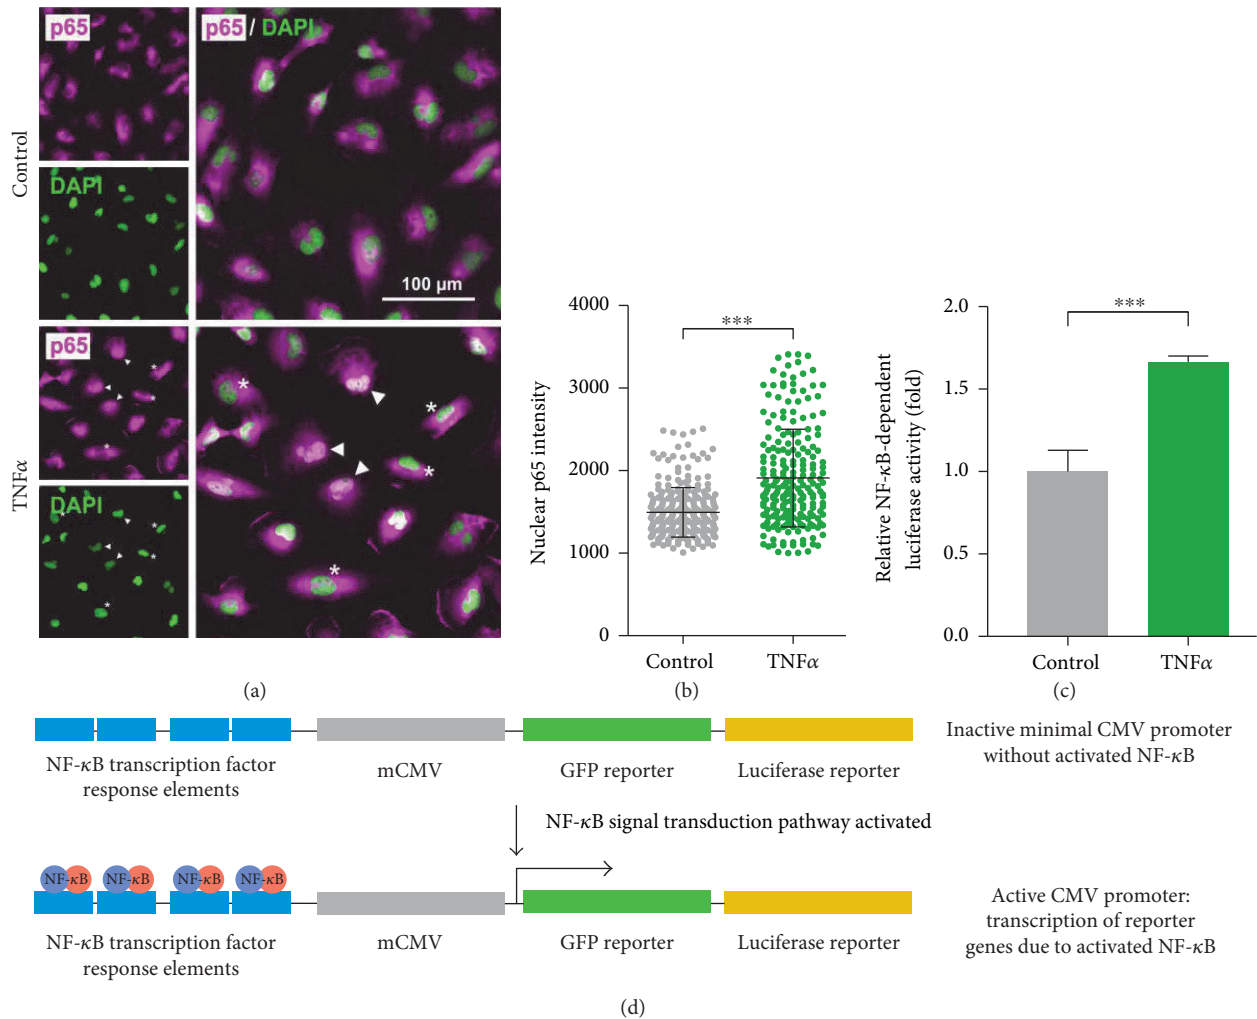 Control
p65
DAPI
p65 / DAPI
100 µm
TNFα
p65
*
*
*
DAPI
*
*
*
*
*
*
*
Nuclear p65 intensity
4000
3000
2000
1000
0
***
Control
TNFα
Relative NF-κB-dependent
luciferase activity (fold)
2.0
1.5
1.0
0.5
0.0
***
Control
TNFα
(a)
(b)
(c)
NF-κB transcription factor
response elements
mCMV
GFP reporter
Luciferase reporter
Inactive minimal CMV promoter
without activated NF-κB
NF-κB signal transduction pathway activated
NF-κB
NF-κB
NF-κB
NF-κB
NF-κB transcription factor
response elements
mCMV
GFP reporter
Luciferase reporter
Active CMV promoter:
transcription of reporter
genes due to activated NF-κB
(d)